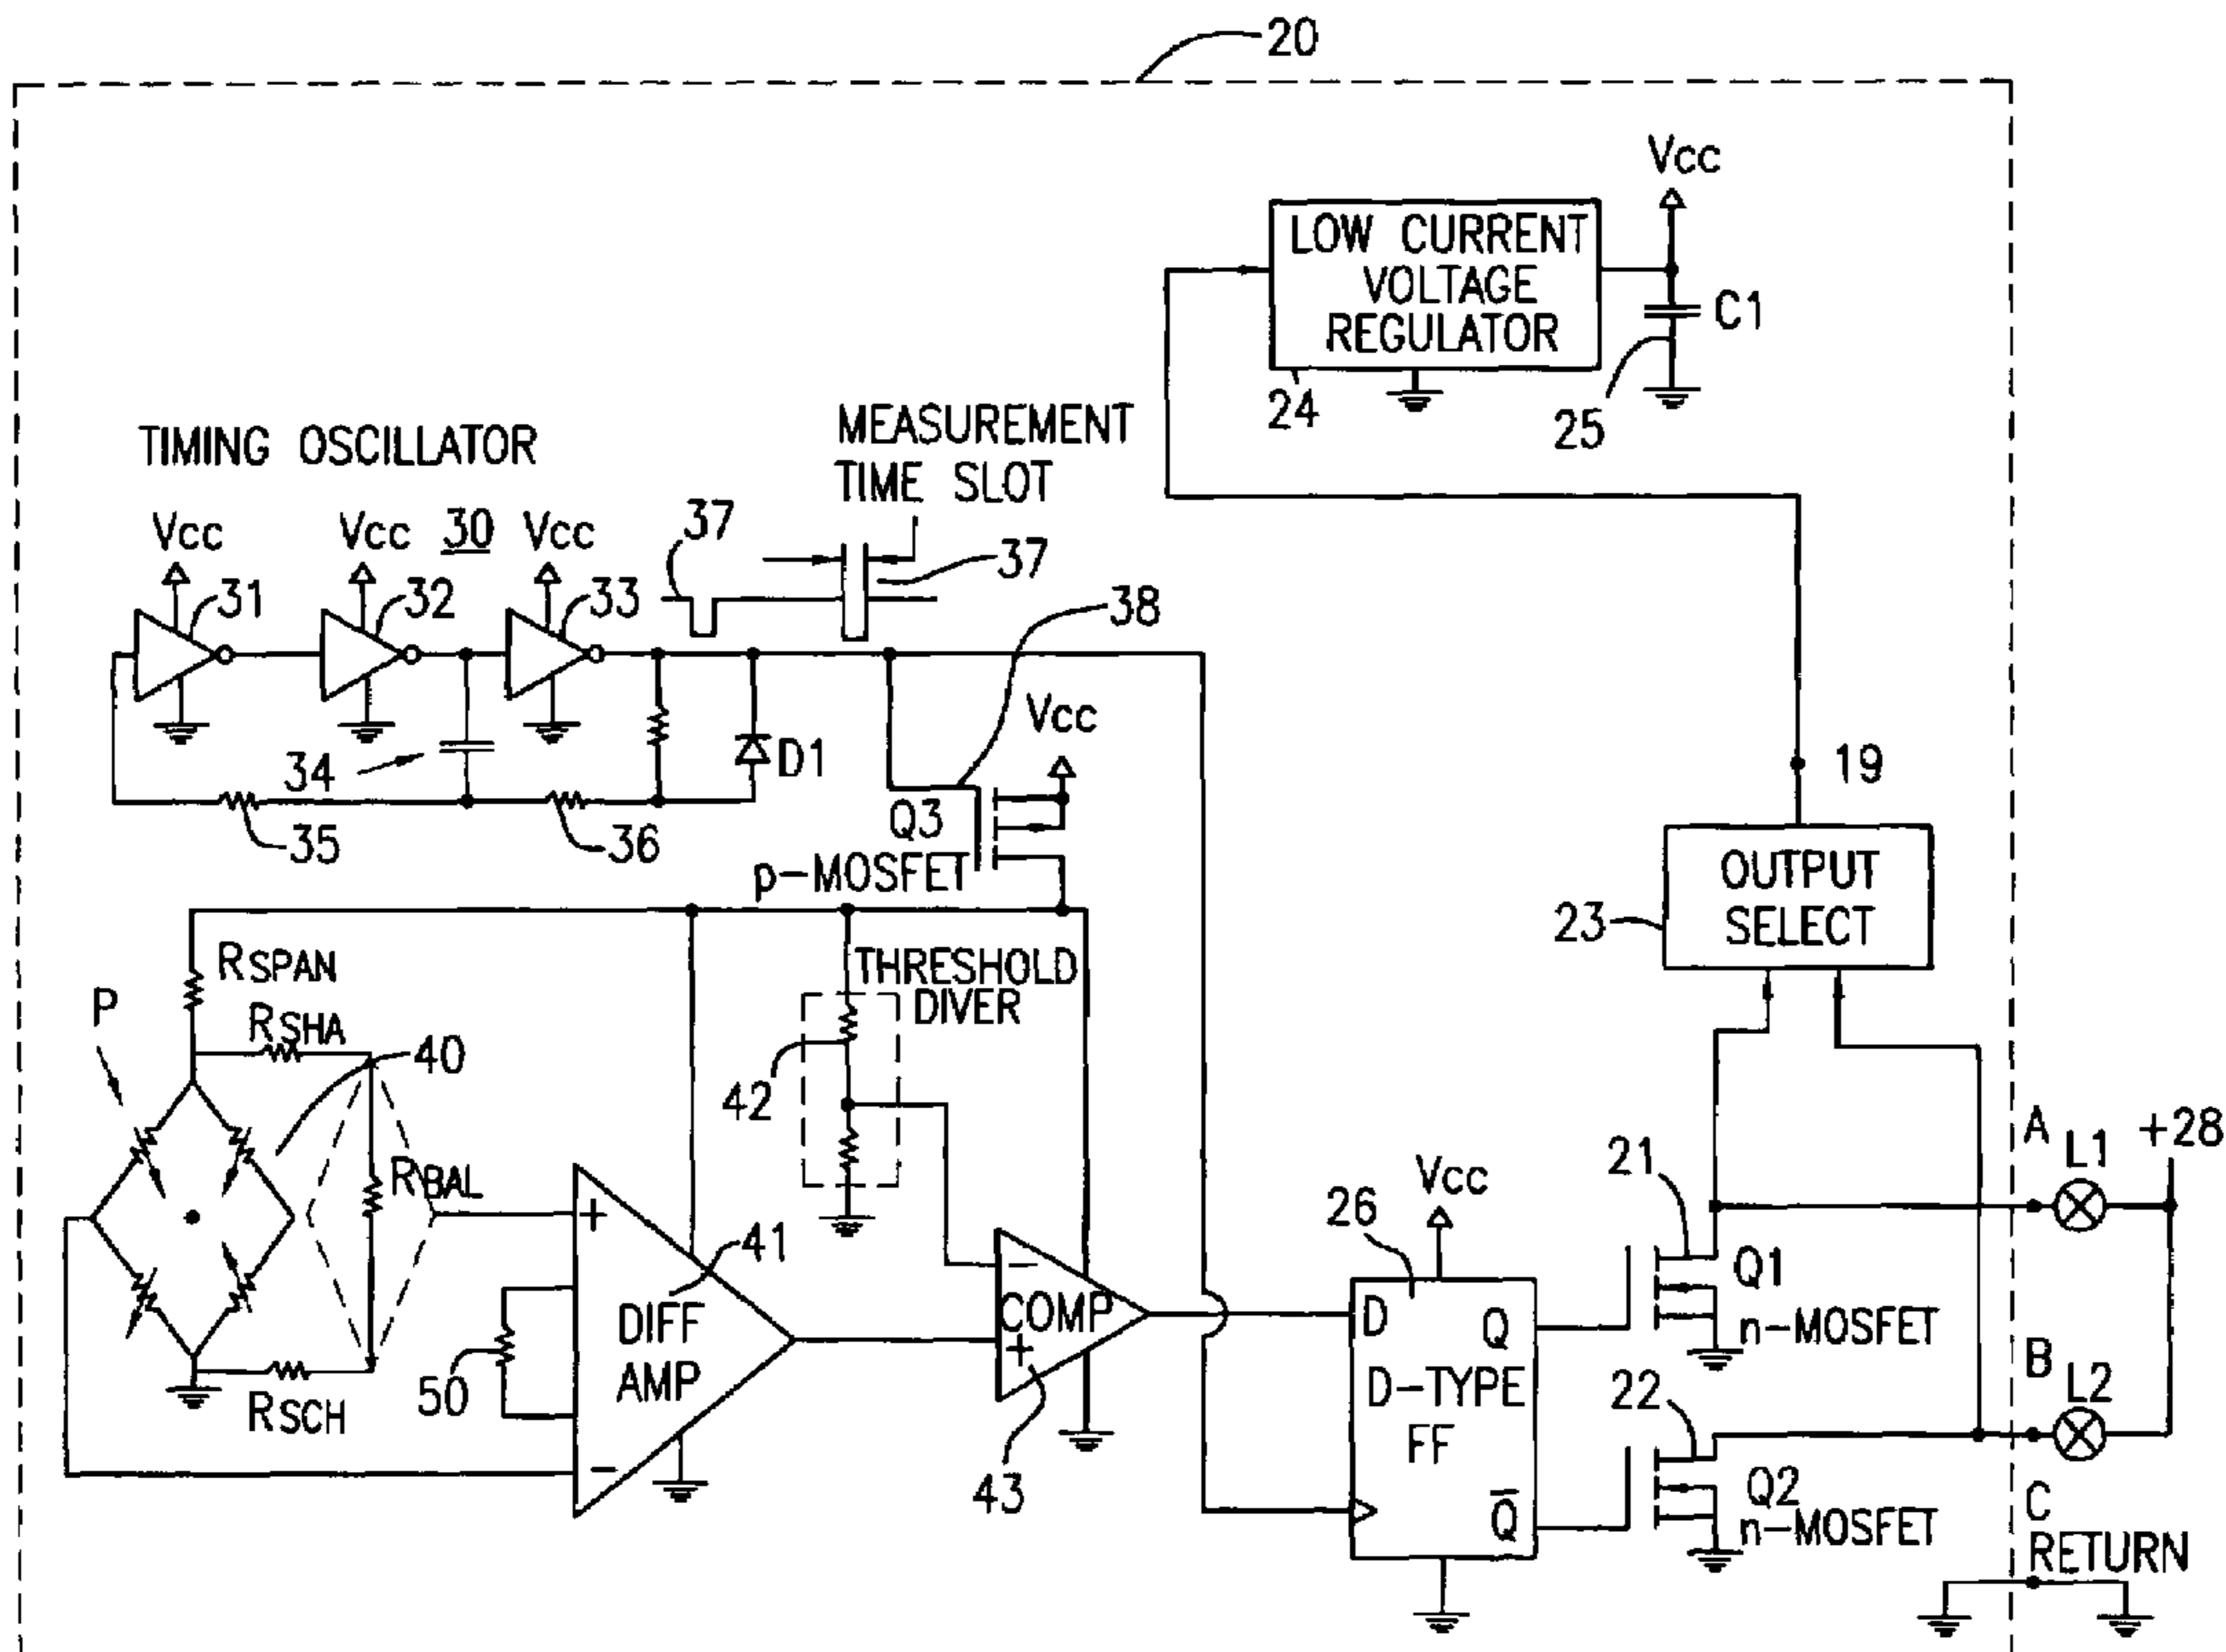 20
Vcc
LOW CURRENT
VOLTAGE
REGULATOR
C1
24
25
MEASUREMENT
TIME SLOT
TIMING OSCILLATOR
Vcc
Vcc
30
Vcc
37
37
31
32
33
38
Vcc
34
D1
19
35
36
Q3
p-MOSFET
OUTPUT
SELECT
23
RSPAN
THRESHOLD
DIVER
P
RSHA
40
42
RBAL
A
L1
+28
21
26
Vcc
+
41
Q1
n-MOSFET
DIFF
AMP
−
COMP
+
D
Q
50
D-TYPE
FF
B
L2
22
RSCH
−
43
Q̅
Q2
n-MOSFET
C
RETURN